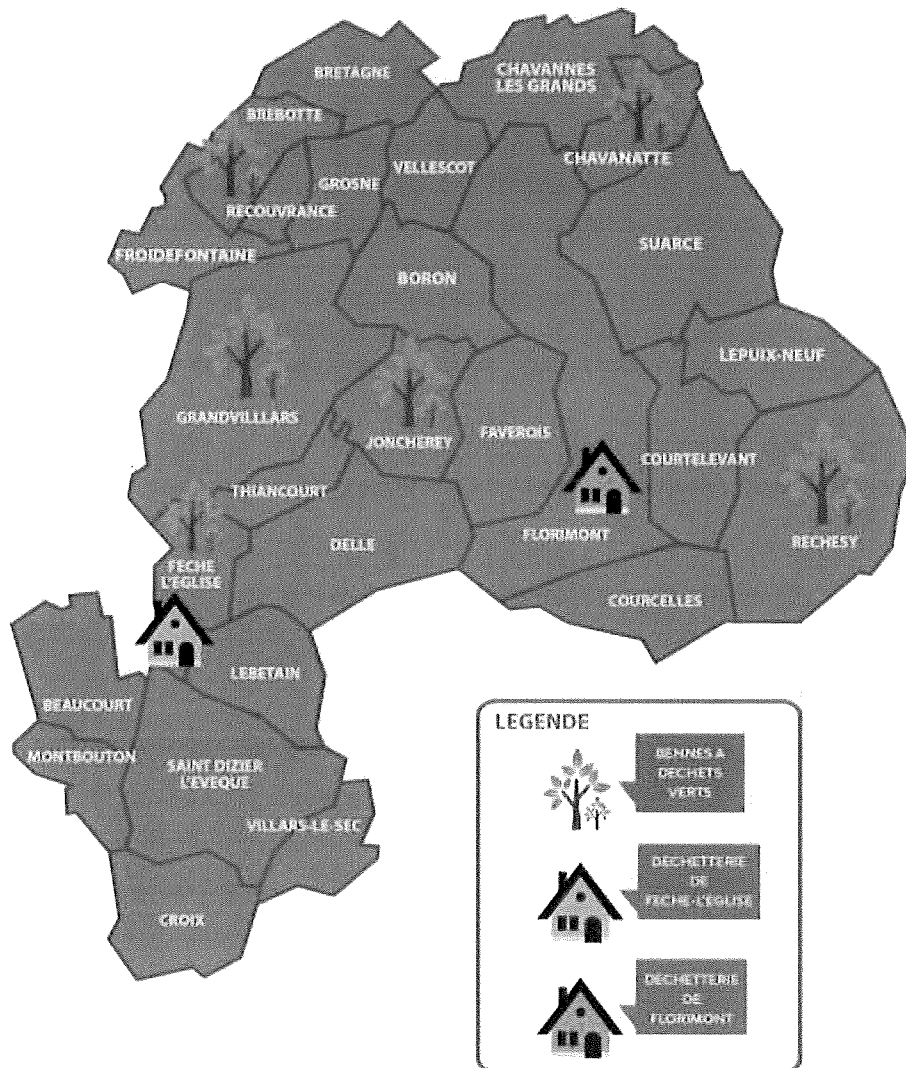 BRETAGNE
CHAVANNES
LES GRANDS
BREBOTTE
VELLESCOT
CHAVANATTE
GROSNE
RECOUVRANCE
SUARCE
FROIDEFONTAINE
BORON
LEPUIX-NEUF
GRANDVILLLARS
JONCHEREY
FAVEROIS
COURTELEVANT
THIANCOURT
FLORIMONT
RECHESY
DELLE
FECHE
L'EGLISE
COURCELLES
LEBETAIN
BEAUCOURT
MONTBOUTON
SAINT DIZIER
L'EVEQUE
VILLARS-LE-SEC
CROIX
LEGENDE
BENNES A
DECHETS
VERTS
DECHETTERIE
DE
FECHE-L'EGLISE
DECHETTERIE
DE
FLORIMONT